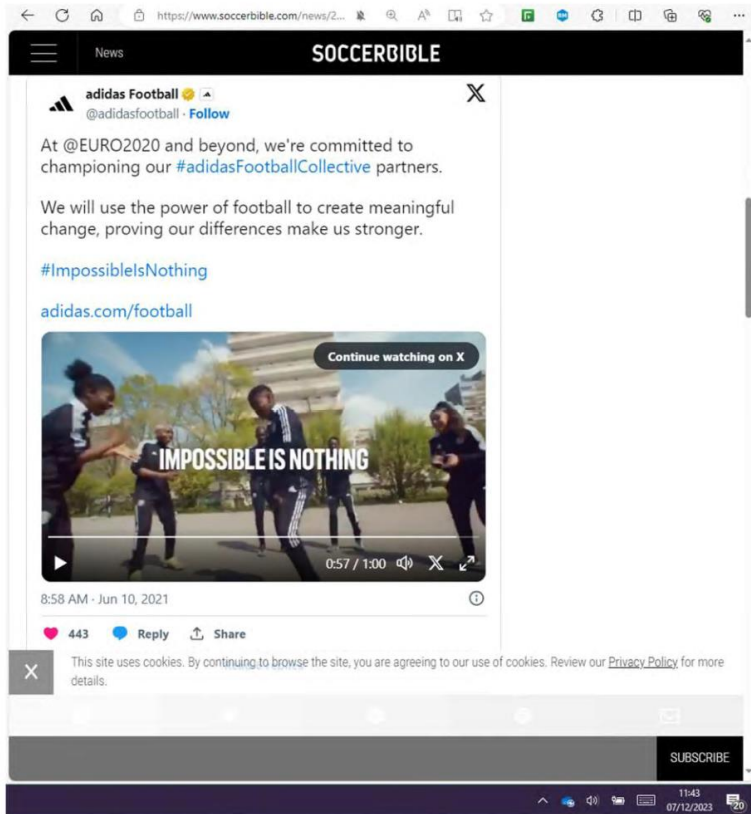 https://www.soccerbible.com/news/2...
News
SOCCERBIBLE
adidas Football
@adidasfootball · Follow
At @EURO2020 and beyond, we're committed to
championing our #adidasFootballCollective partners.
We will use the power of football to create meaningful
change, proving our differences make us stronger.
#ImpossibleIsNothing
adidas.com/football
Continue watching on X
IMPOSSIBLE IS NOTHING
0:57 / 1:00
8:58 AM · Jun 10, 2021
443 Reply Share
This site uses cookies. By continuing to browse the site, you are agreeing to our use of cookies. Review our Privacy Policy for more
details.
SUBSCRIBE
11:43
07/12/2023
20